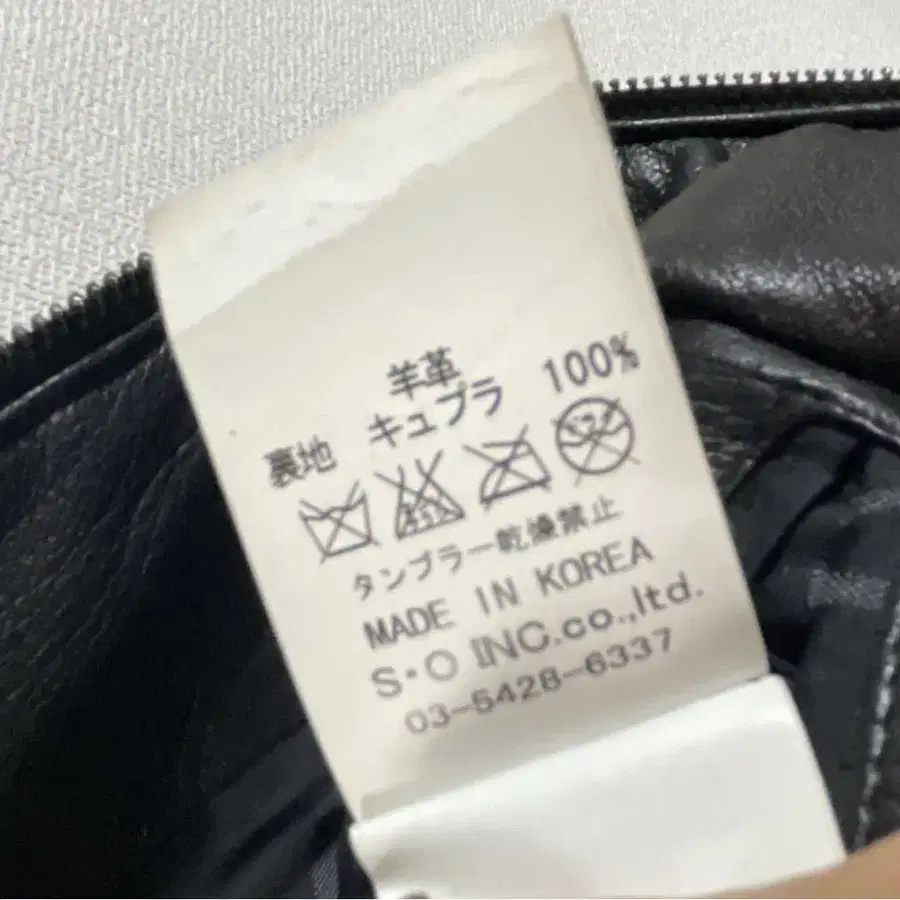 羊革
裏地 キュプラ 100%
タンブラー乾燥禁止
MADE IN KOREA
S・O INC.co.,ltd.
03-5428-6337